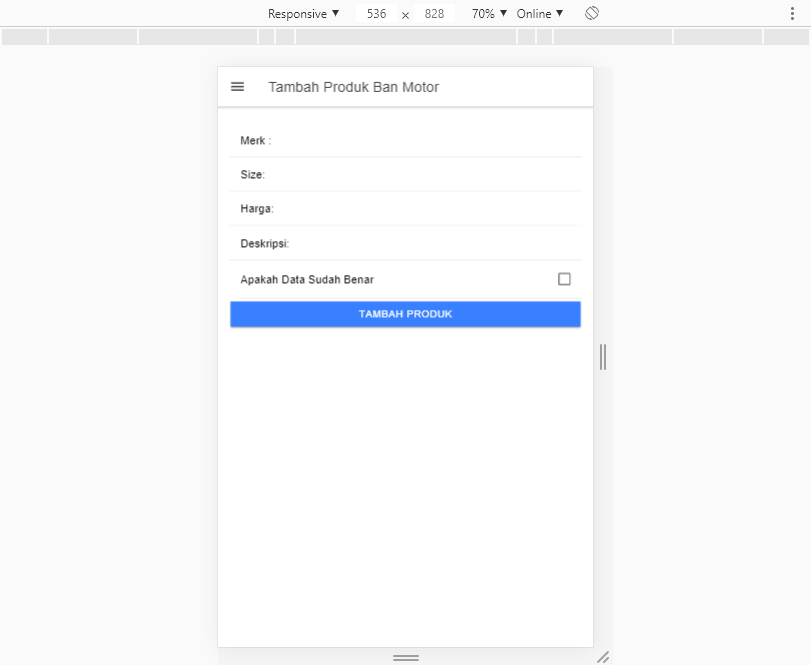 Responsive 536 x 828 70% Online
Tambah Produk Ban Motor
Merk :
Size:
Harga:
Deskripsi:
Apakah Data Sudah Benar
TAMBAH PRODUK